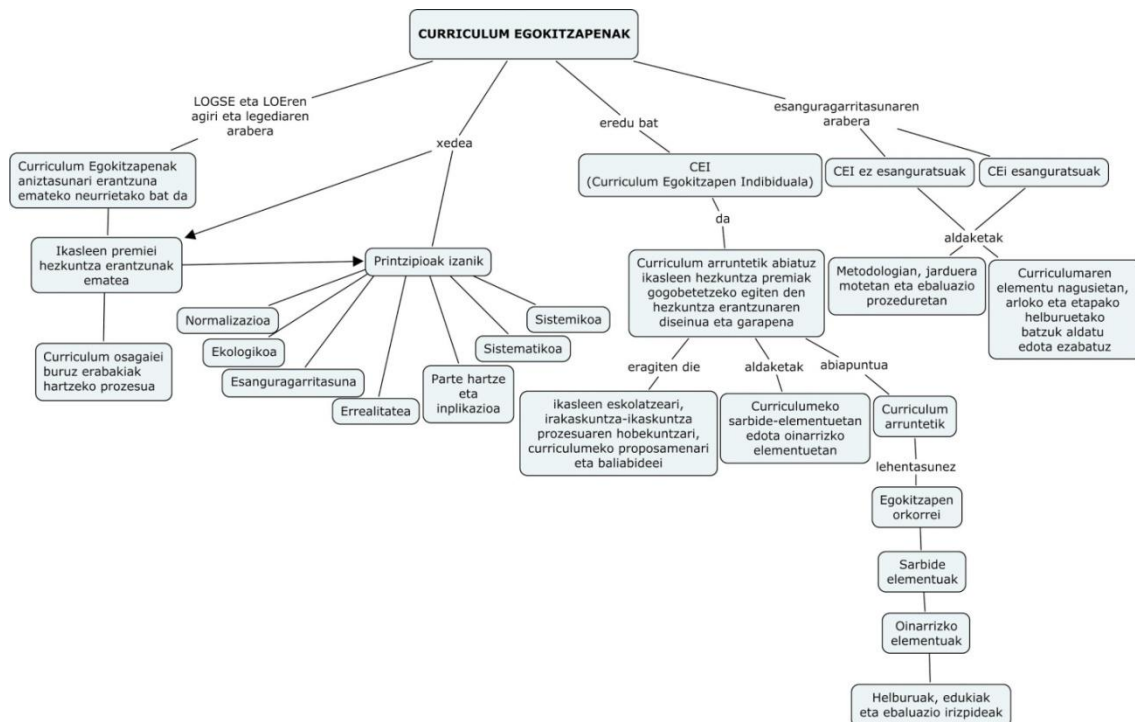 CURRICULUM EGOKITZAPENAK
LOGSE eta LOEren
agiri eta legediaren
arabera
xedea
eredu bat
esanguragarritasunaren
arabera
Curriculum Egokitzapenak
aniztasunari erantzuna
emateko neurrietako bat da
CEI
(Curriculum Egokitzapen Indibiduala)
CEI ez esanguratsuak
CEi esanguratsuak
da
aldaketak
Ikasleen premiei
hezkuntza erantzunak
ematea
Printzipioak izanik
Curriculum arruntetik abiatuz
ikasleen hezkuntza premiak
gogobetetzeko egiten den
hezkuntza erantzunaren
diseinua eta garapena
Metodologian, jarduera
motetan eta ebaluazio
prozeduretan
Curriculumaren
elementu nagusietan,
arloko eta etapako
helburuetako
batzuk aldatu
edota ezabatuz
Normalizazioa
Ekologikoa
Esanguragarritasuna
Errealitatea
Parte hartze
eta
inplikazioa
Sistematikoa
Sistemikoa
Curriculum osagaiei
buruz erabakiak
hartzeko prozesua
eragiten die
aldaketak
abiapuntua
ikasleen eskolatzeari,
irakaskuntza-ikaskuntza
prozesuaren hobekuntzari,
curriculumeko proposamenari
eta baliabideei
Curriculumeko
sarbide-elementuetan
edota oinarrizko
elementuetan
Curriculum
arruntetik
lehentasunez
Egokitzapen
orkorrei
Sarbide
elementuak
Oinarrizko
elementuak
Helburuak, edukiak
eta ebaluazio irizpideak